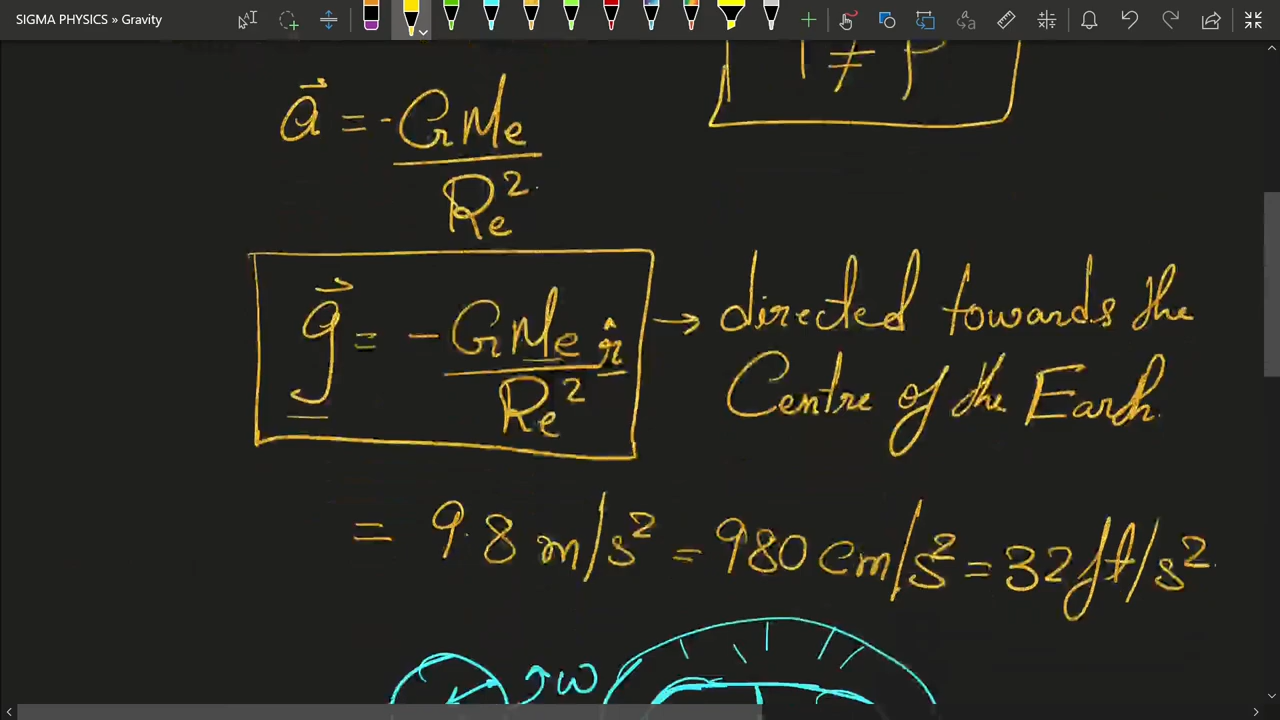 SIGMA PHYSICS » Gravity
≠
a⃗ = -GMe/Re²
g⃗ = -GMe r̂/Re² → directed towards the
Centre of the Earth
= 9.8 m/s² = 980 cm/s² = 32 ft/s²
ω